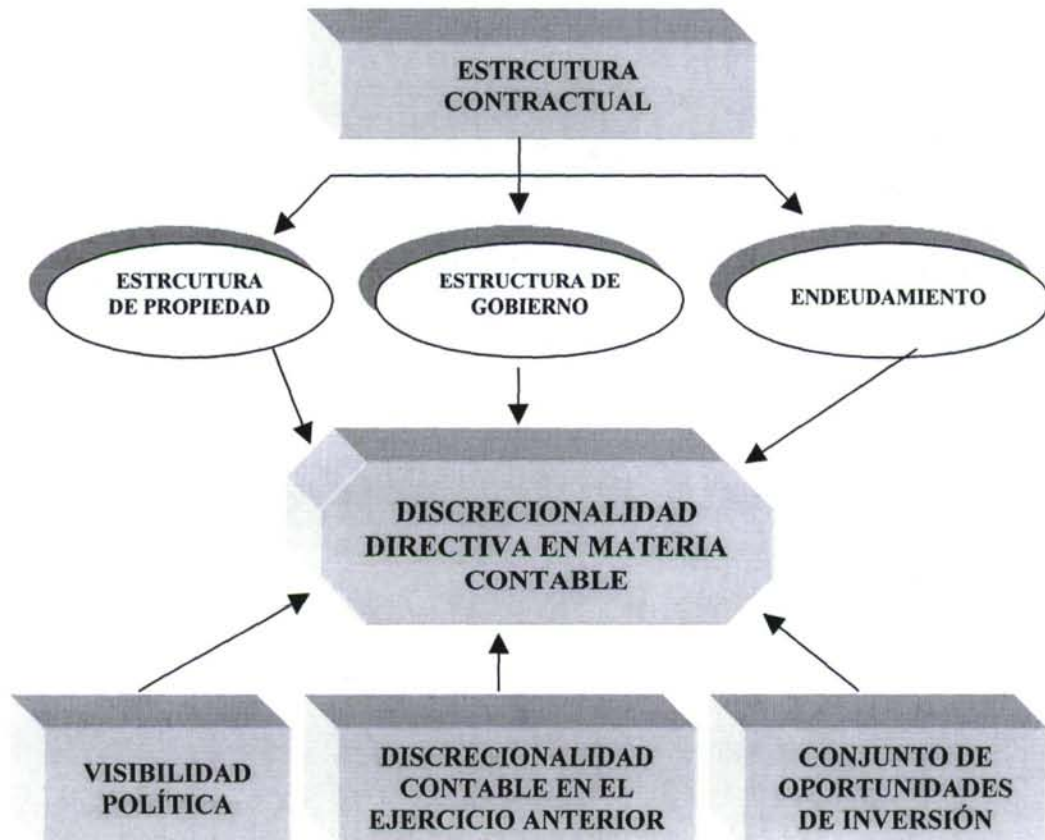 ESTRCUTURA
CONTRACTUAL
ESTRCUTURA
DE PROPIEDAD
ESTRUCTURA DE
GOBIERNO
ENDEUDAMIENTO
DISCRECIONALIDAD
DIRECTIVA EN MATERIA
CONTABLE
VISIBILIDAD
POLÍTICA
DISCRECIONALIDAD
CONTABLE EN EL
EJERCICIO ANTERIOR
CONJUNTO DE
OPORTUNIDADES
DE INVERSIÓN